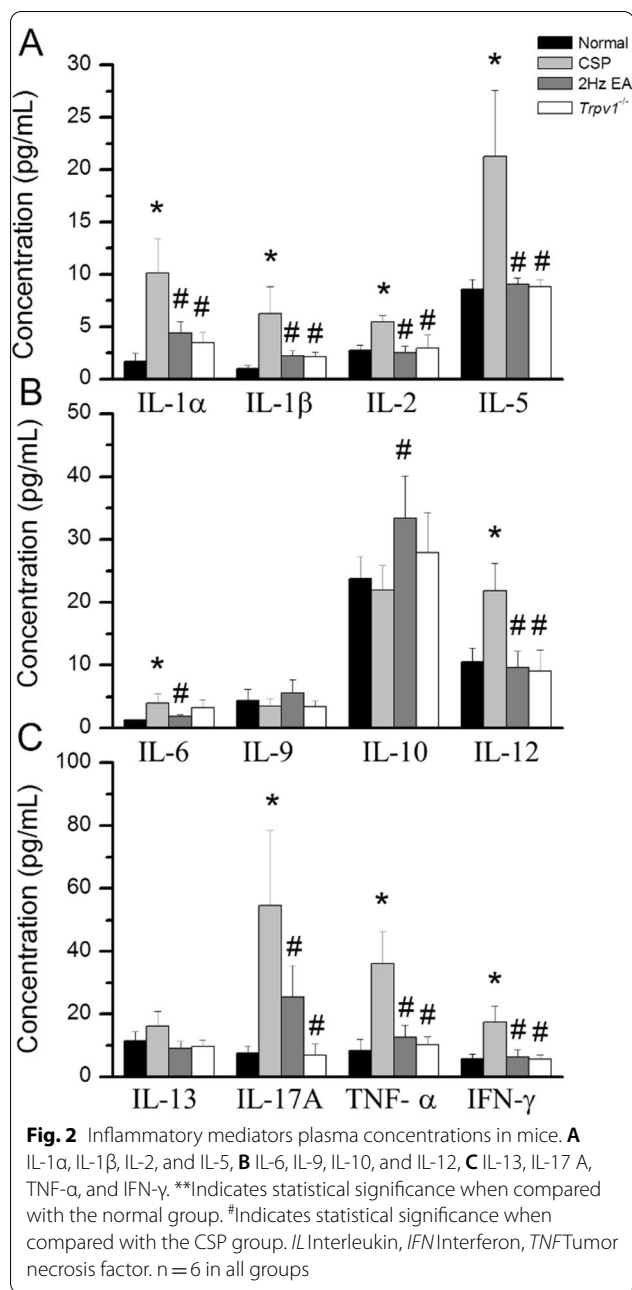 A
Normal
CSP
2Hz EA
Trpv1-/-
Concentration (pg/mL)
30
25
20
15
10
5
0
* # # * # # * # # * # #
IL-1α IL-1β IL-2 IL-5
B
Concentration (pg/mL)
50
40
30
20
10
0
* # # * # #
IL-6 IL-9 IL-10 IL-12
C
Concentration (pg/mL)
100
80
60
40
20
0
* # # * # # * # #
IL-13 IL-17A TNF- α IFN-γ
Fig. 2 Inflammatory mediators plasma concentrations in mice. A
IL-1α, IL-1β, IL-2, and IL-5, B IL-6, IL-9, IL-10, and IL-12, C IL-13, IL-17 A,
TNF-α, and IFN-γ. **Indicates statistical significance when compared
with the normal group. #Indicates statistical significance when
compared with the CSP group. IL Interleukin, IFN Interferon, TNF Tumor
necrosis factor. n = 6 in all groups